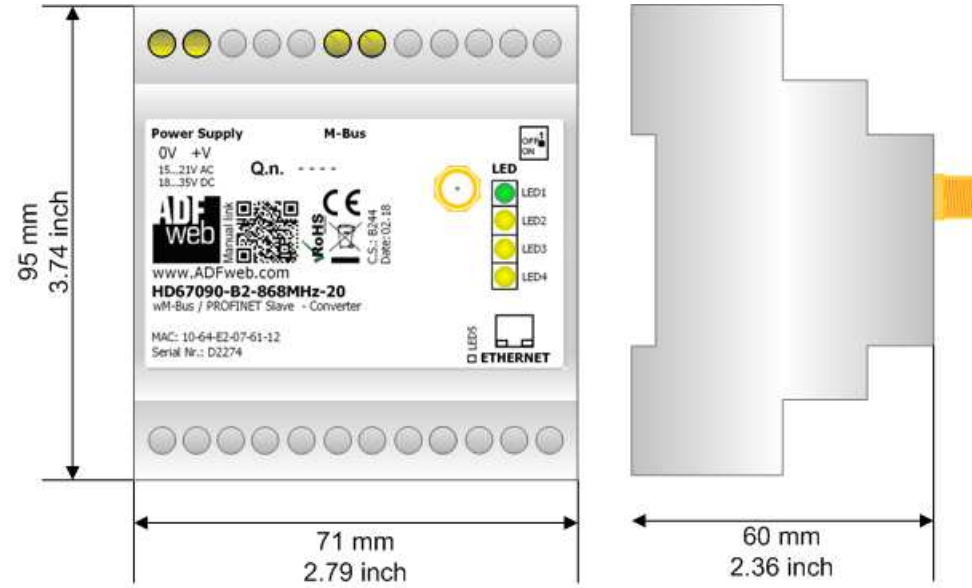 Power Supply M-Bus
0V +V
15...21V AC
18...35V DC
Q.n. - - - -
OFF 1
ON
LED
LED1
LED2
LED3
LED4
ADF
web
Manual link
RoHS
CE
C.S.: B244
Date: 02.18
www.ADFweb.com
HD67090-B2-868MHz-20
wM-Bus / PROFINET Slave - Converter
MAC: 10-64-E2-07-61-12
Serial Nr.: D2274
LED5
ETHERNET
95 mm
3.74 inch
71 mm
2.79 inch
60 mm
2.36 inch